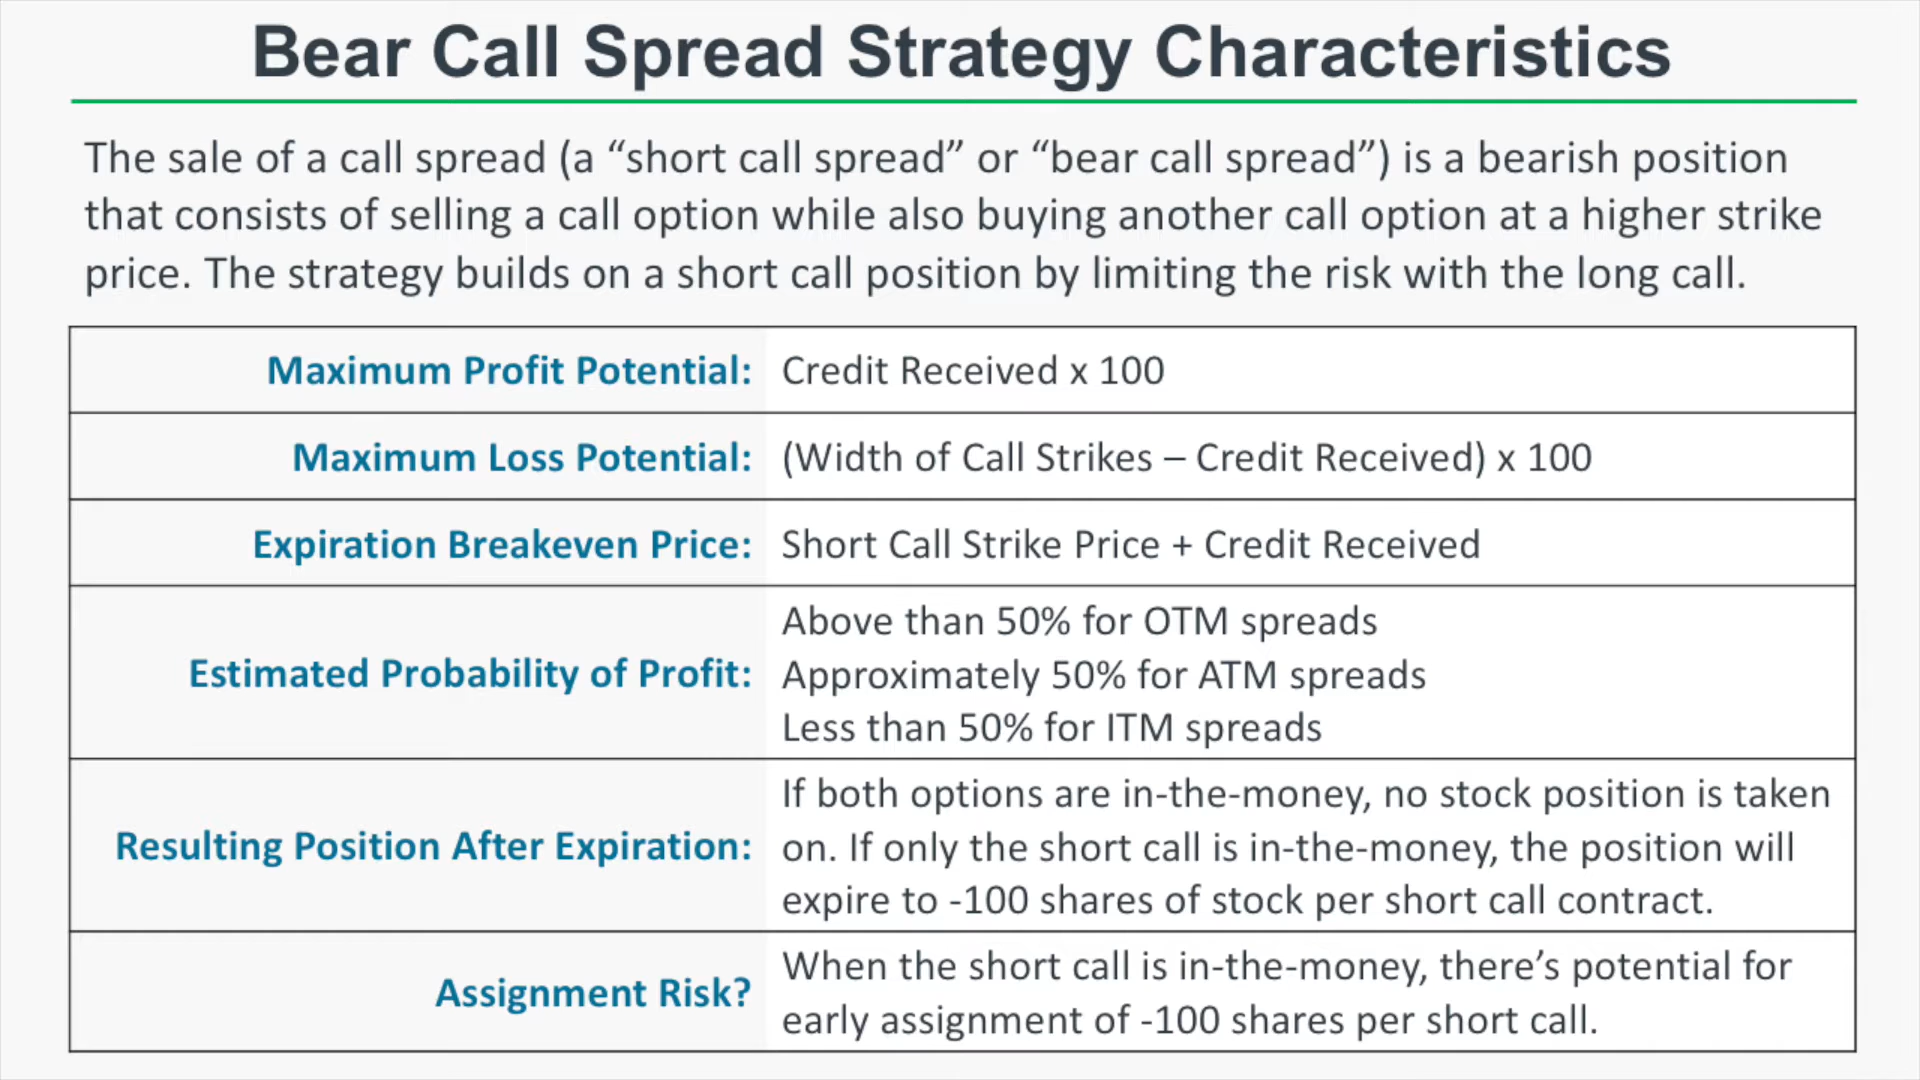 Bear Call Spread Strategy Characteristics
The sale of a call spread (a “short call spread” or “bear call spread”) is a bearish position
that consists of selling a call option while also buying another call option at a higher strike
price. The strategy builds on a short call position by limiting the risk with the long call.
Maximum Profit Potential: Credit Received x 100
Maximum Loss Potential: (Width of Call Strikes – Credit Received) x 100
Expiration Breakeven Price: Short Call Strike Price + Credit Received
Estimated Probability of Profit:
Above than 50% for OTM spreads
Approximately 50% for ATM spreads
Less than 50% for ITM spreads
Resulting Position After Expiration:
If both options are in-the-money, no stock position is taken
on. If only the short call is in-the-money, the position will
expire to -100 shares of stock per short call contract.
Assignment Risk?
When the short call is in-the-money, there’s potential for
early assignment of -100 shares per short call.